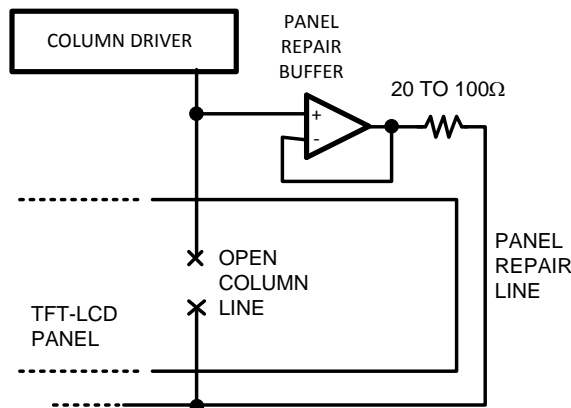 COLUMN DRIVER
PANEL
REPAIR
BUFFER
20 TO 100Ω
+
-
OPEN
COLUMN
LINE
PANEL
REPAIR
LINE
TFT-LCD
PANEL